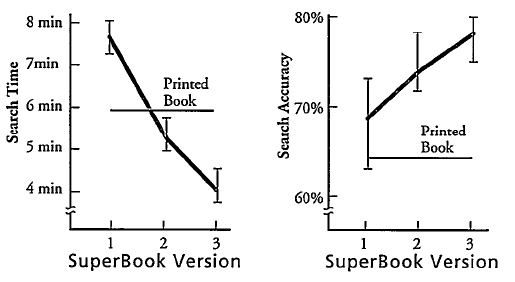 8 min
7min
6 min
5 min
4 min
Search Time
Printed
Book
1 2 3
SuperBook Version
80%
70%
60%
Search Accuracy
Printed
Book
1 2 3
SuperBook Version